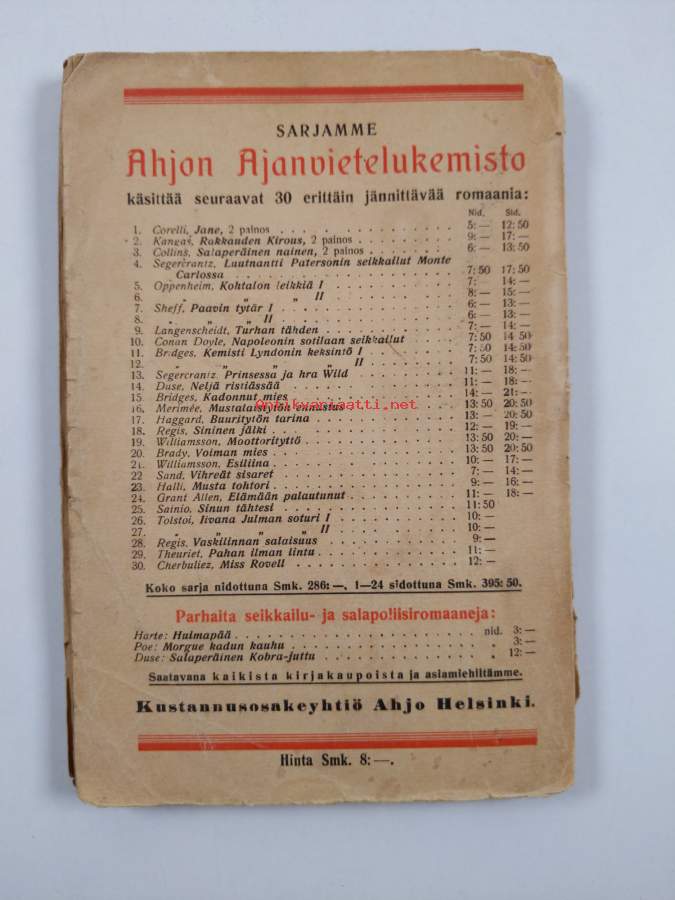 SARJAMME
Ahjon Ajanvietelukemisto
käsittää seuraavat 30 erittäin jännittävää romaania:
Nid. Sid.
1. Corelli, Jane, 2 painos 5:— 12:50
2. Kangas, Rakkauden Kirous, 2 painos 9:— 17:—
3. Collins, Salaperäinen nainen, 2 painos 6:— 13:50
4. Segercrantz, Luutnantti Patersonin seikkailut Monte
Carlossa 7:50 17:50
5. Oppenheim, Kohtalon leikkiä I 7: 14:—
6. „ „ „ II 8:— 15:—
7. Sheff, Paavin tytär I 6:— 13:—
8. „ „ „ II 6:— 13:—
9. Langenscheidt, Turhan tähden 7:— 14:—
10. Conan Doyle, Napoleonin sotilaan seikkailut 7:50 14 50
11. Bridges, Kemisti Lyndonin keksintö I 7:50 14:50
12. „ „ „ „ II 7:50 14:50
13. Segercrantz, Prinsessa ja hra Wild 11:— 18:—
14. Duse, Neljä ristiässää 11:— 18:—
15. Bridges, Kadonnut mies 14:— 21:—
16. Merimée, Mustalaistytön ennustus 13:50 20:50
17. Haggard, Buuritytön tarina 13:— 20:50
18. Regis, Sininen jälki 12:— 19:—
19. Williamsson, Moottorityttö 13:50 20:—
20. Brady, Voiman mies 13:50 20:50
21. Williamsson, Esiliina 10:— 17:—
22 Sand, Vihreät sisaret 7:— 14:—
23. Halli, Musta tohtori 9:— 16:—
24. Grant Allen, Elämään palautunut 11:— 18:—
25. Sainio, Sinun tähtesi 11:50
26. Tolstoi, Iivana Julman soturi I 10:—
27. „ „ „ „ II 10:—
28. Regis, Vaskilinnan salaisuus 9:—
29. Theuriet, Pahan ilman lintu 11:—
30. Cherbuliez, Miss Rovell 12:—
Koko sarja nidottuna Smk. 286:—, 1—24 sidottuna Smk. 395:50.
Parhaita seikkailu- ja salapoliisiromaaneja:
Harte: Huimapää nid. 3:—
Poe: Morgue kadun kauhu „ 3:—
Duse: Salaperäinen Kobra-juttu „ 12:—
Saatavana kaikista kirjakaupoista ja asiamiehiltämme.
Kustannusosakeyhtiö Ahjo Helsinki.
Hinta Smk. 8:—.
Antikvariaatti.net